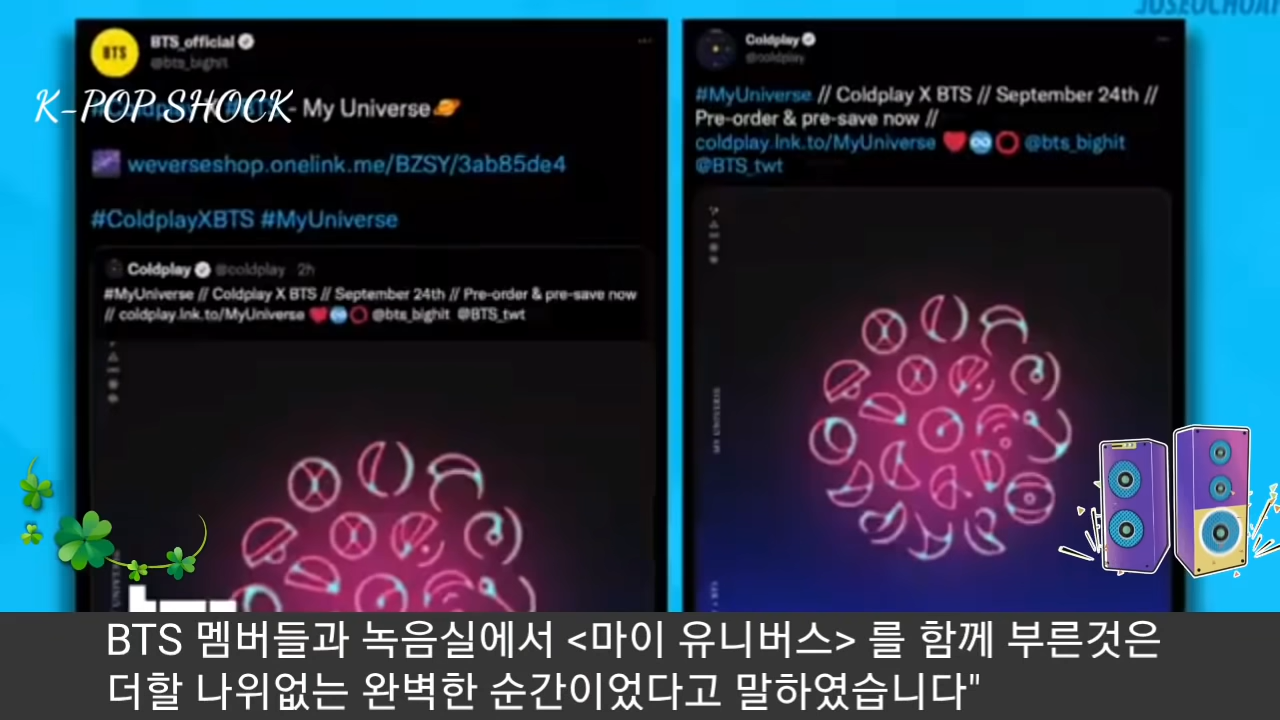 JOSEOCHOAH
BTS
BTS_official
@bts_bighit
K-POP SHOCK
- My Universe🪐
weverseshop.onelink.me/BZSY/3ab85de4
#ColdplayXBTS #MyUniverse
Coldplay @coldplay 2h
#MyUniverse // Coldplay X BTS // September 24th // Pre-order & pre-save now
// coldplay.lnk.to/MyUniverse ❤️♾️⭕ @bts_bighit @BTS_twt
Coldplay
@coldplay
#MyUniverse // Coldplay X BTS // September 24th //
Pre-order & pre-save now //
coldplay.lnk.to/MyUniverse ❤️♾️⭕ @bts_bighit
@BTS_twt
BTS 멤버들과 녹음실에서 <마이 유니버스> 를 함께 부른것은
더할 나위없는 완벽한 순간이었다고 말하였습니다"